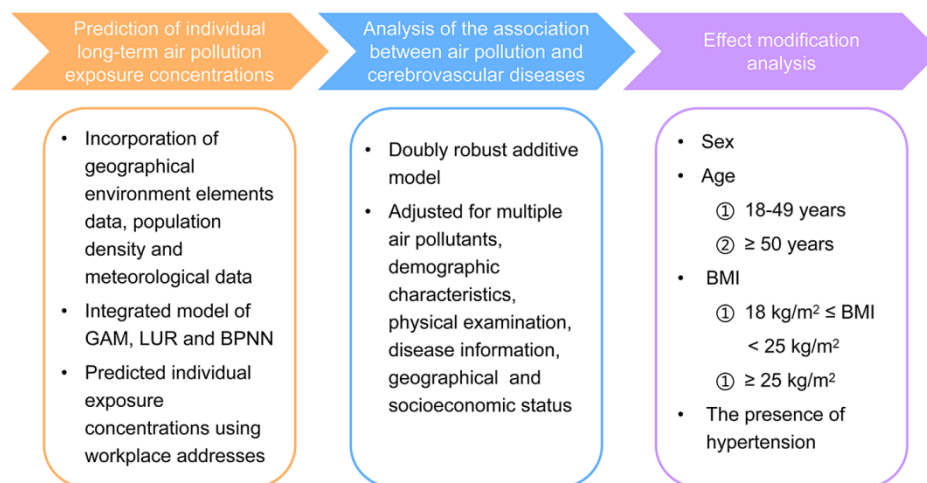 Prediction of individual
long-term air pollution
exposure concentrations
Analysis of the association
between air pollution and
cerebrovascular diseases
Effect modification
analysis
• Incorporation of
geographical
environment elements
data, population
density and
meteorological data
• Integrated model of
GAM, LUR and BPNN
• Predicted individual
exposure
concentrations using
workplace addresses
• Doubly robust additive
model
• Adjusted for multiple
air pollutants,
demographic
characteristics,
physical examination,
disease information,
geographical and
socioeconomic status
• Sex
• Age
① 18-49 years
② ≥ 50 years
• BMI
① 18 kg/m² ≤ BMI
< 25 kg/m²
① ≥ 25 kg/m²
• The presence of
hypertension